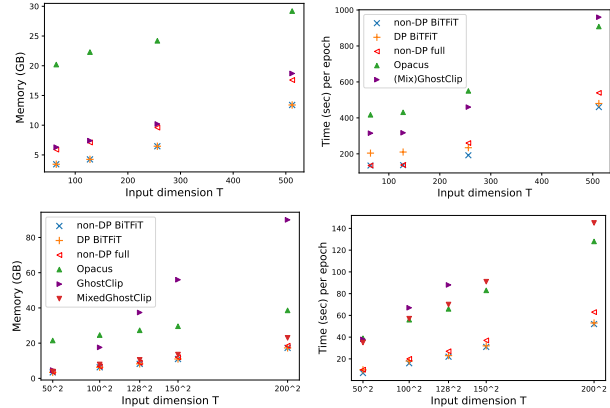 30
25
20
15
10
5
Memory (GB)
100
200
300
400
500
Input dimension T
1000
800
600
400
200
Time (sec) per epoch
non-DP BiTFiT
DP BiTFiT
non-DP full
Opacus
(Mix)GhostClip
100
200
300
400
500
Input dimension T
80
60
40
20
0
Memory (GB)
non-DP BiTFiT
DP BiTFiT
non-DP full
Opacus
GhostClip
MixedGhostClip
50^2
100^2
128^2
150^2
200^2
Input dimension T
140
120
100
80
60
40
20
Time (sec) per epoch
50^2
100^2
128^2
150^2
200^2
Input dimension T